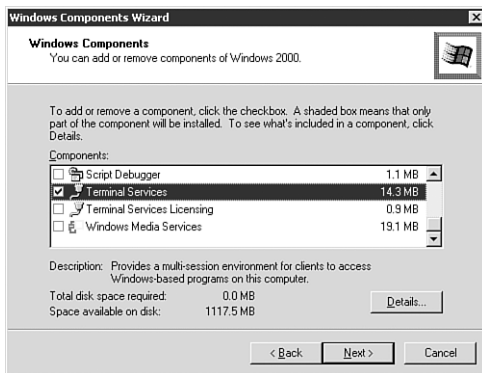 Windows Components Wizard
Windows Components
You can add or remove components of Windows 2000.
To add or remove a component, click the checkbox. A shaded box means that only
part of the component will be installed. To see what's included in a component, click
Details.
Components:
Script Debugger 1.1 MB
Terminal Services 14.3 MB
Terminal Services Licensing 0.9 MB
Windows Media Services 19.1 MB
Description: Provides a multi-session environment for clients to access
Windows-based programs on this computer.
Total disk space required: 0.0 MB
Space available on disk: 1117.5 MB
Details...
< Back
Next >
Cancel